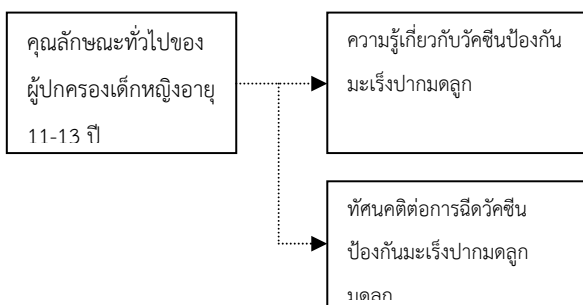 คุณลักษณะทั่วไปของ
ผู้ปกครองเด็กหญิงอายุ
11-13 ปี
ความรู้เกี่ยวกับวัคซีนป้องกัน
มะเร็งปากมดลูก
ทัศนคติต่อการฉีดวัคซีน
ป้องกันมะเร็งปากมดลูก
มดลูก